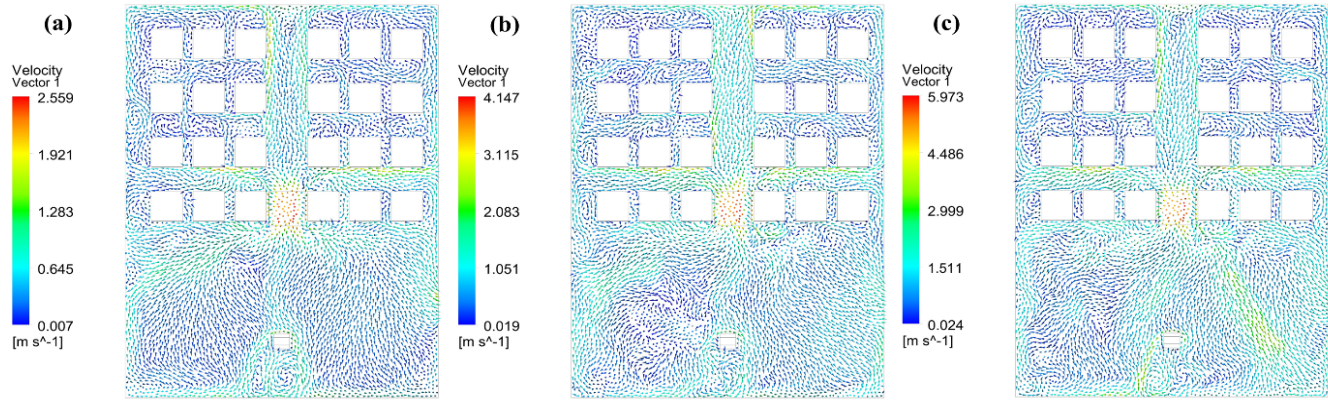 (a)
Velocity
Vector 1
2.559
1.921
1.283
0.645
0.007
[m s^-1]
(b)
Velocity
Vector 1
4.147
3.115
2.083
1.051
0.019
[m s^-1]
(c)
Velocity
Vector 1
5.973
4.486
2.999
1.511
0.024
[m s^-1]